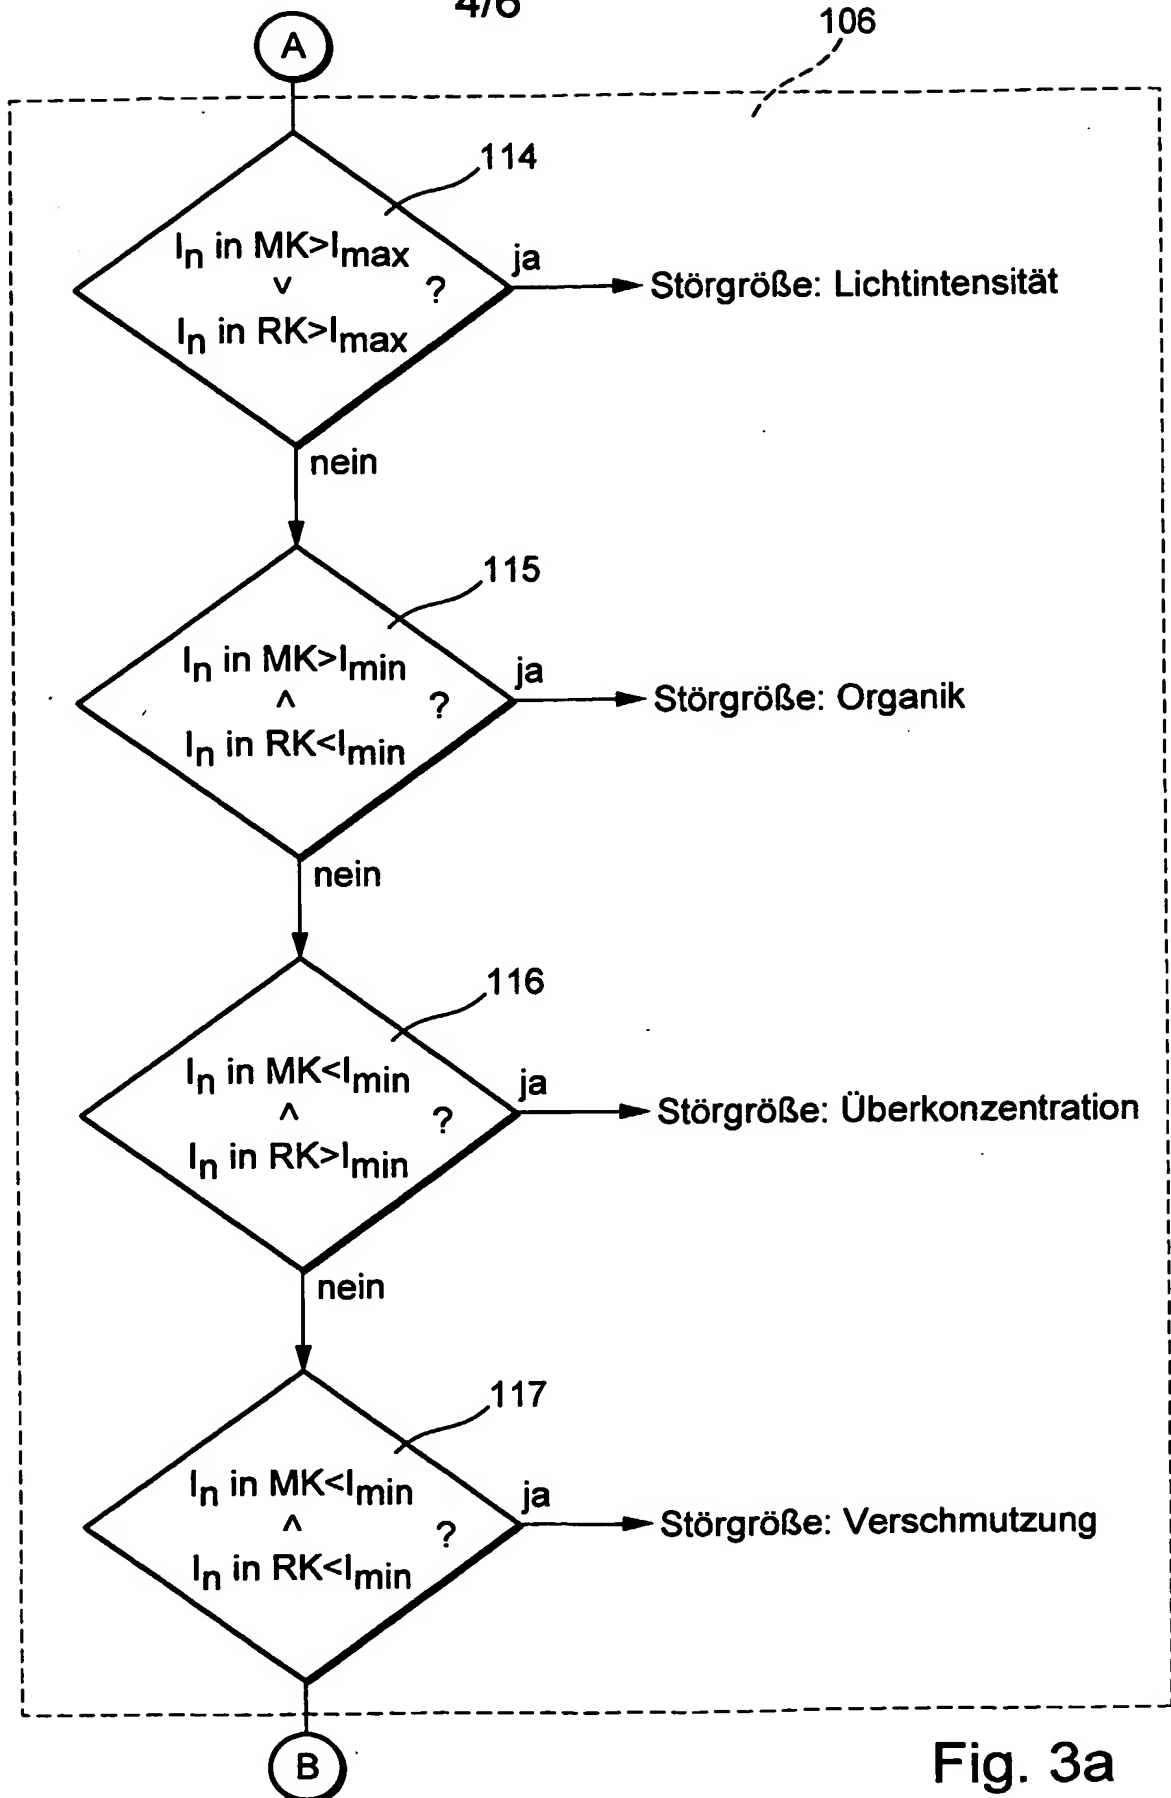 4/6
A
106
114
Iₙ in MK>Iₘₐₓ
v
?
Iₙ in RK>Iₘₐₓ
ja
Störgröße: Lichtintensität
nein
115
Iₙ in MK>Iₘᵢₙ
^
?
Iₙ in RK<Iₘᵢₙ
ja
Störgröße: Organik
nein
116
Iₙ in MK<Iₘᵢₙ
^
?
Iₙ in RK>Iₘᵢₙ
ja
Störgröße: Überkonzentration
nein
117
Iₙ in MK<Iₘᵢₙ
^
?
Iₙ in RK<Iₘᵢₙ
ja
Störgröße: Verschmutzung
B
Fig. 3a